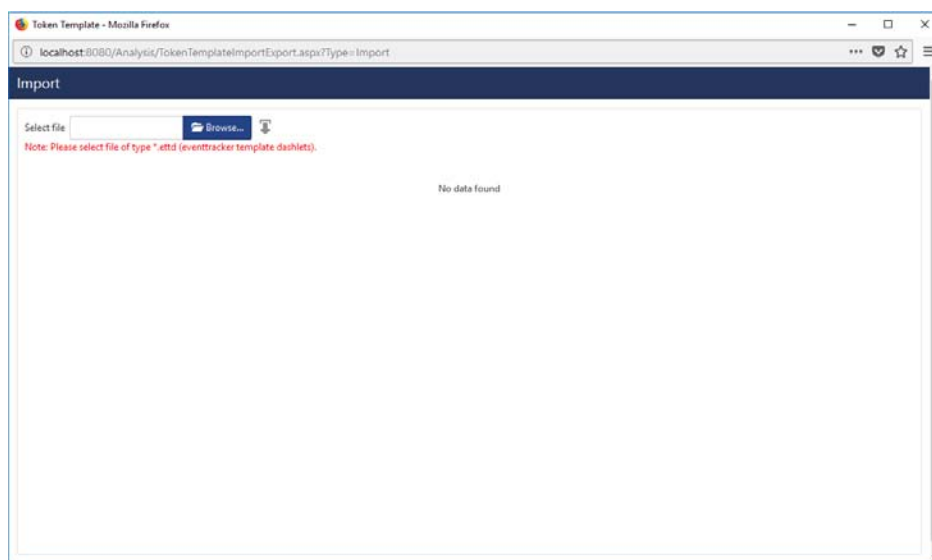 Token Template - Mozilla Firefox
localhost:8080/Analysis/TokenTemplateImportExport.aspx?Type=Import
Import
Select file Browse...
Note: Please select file of type *.ettd (eventtracker template dashlets).
No data found